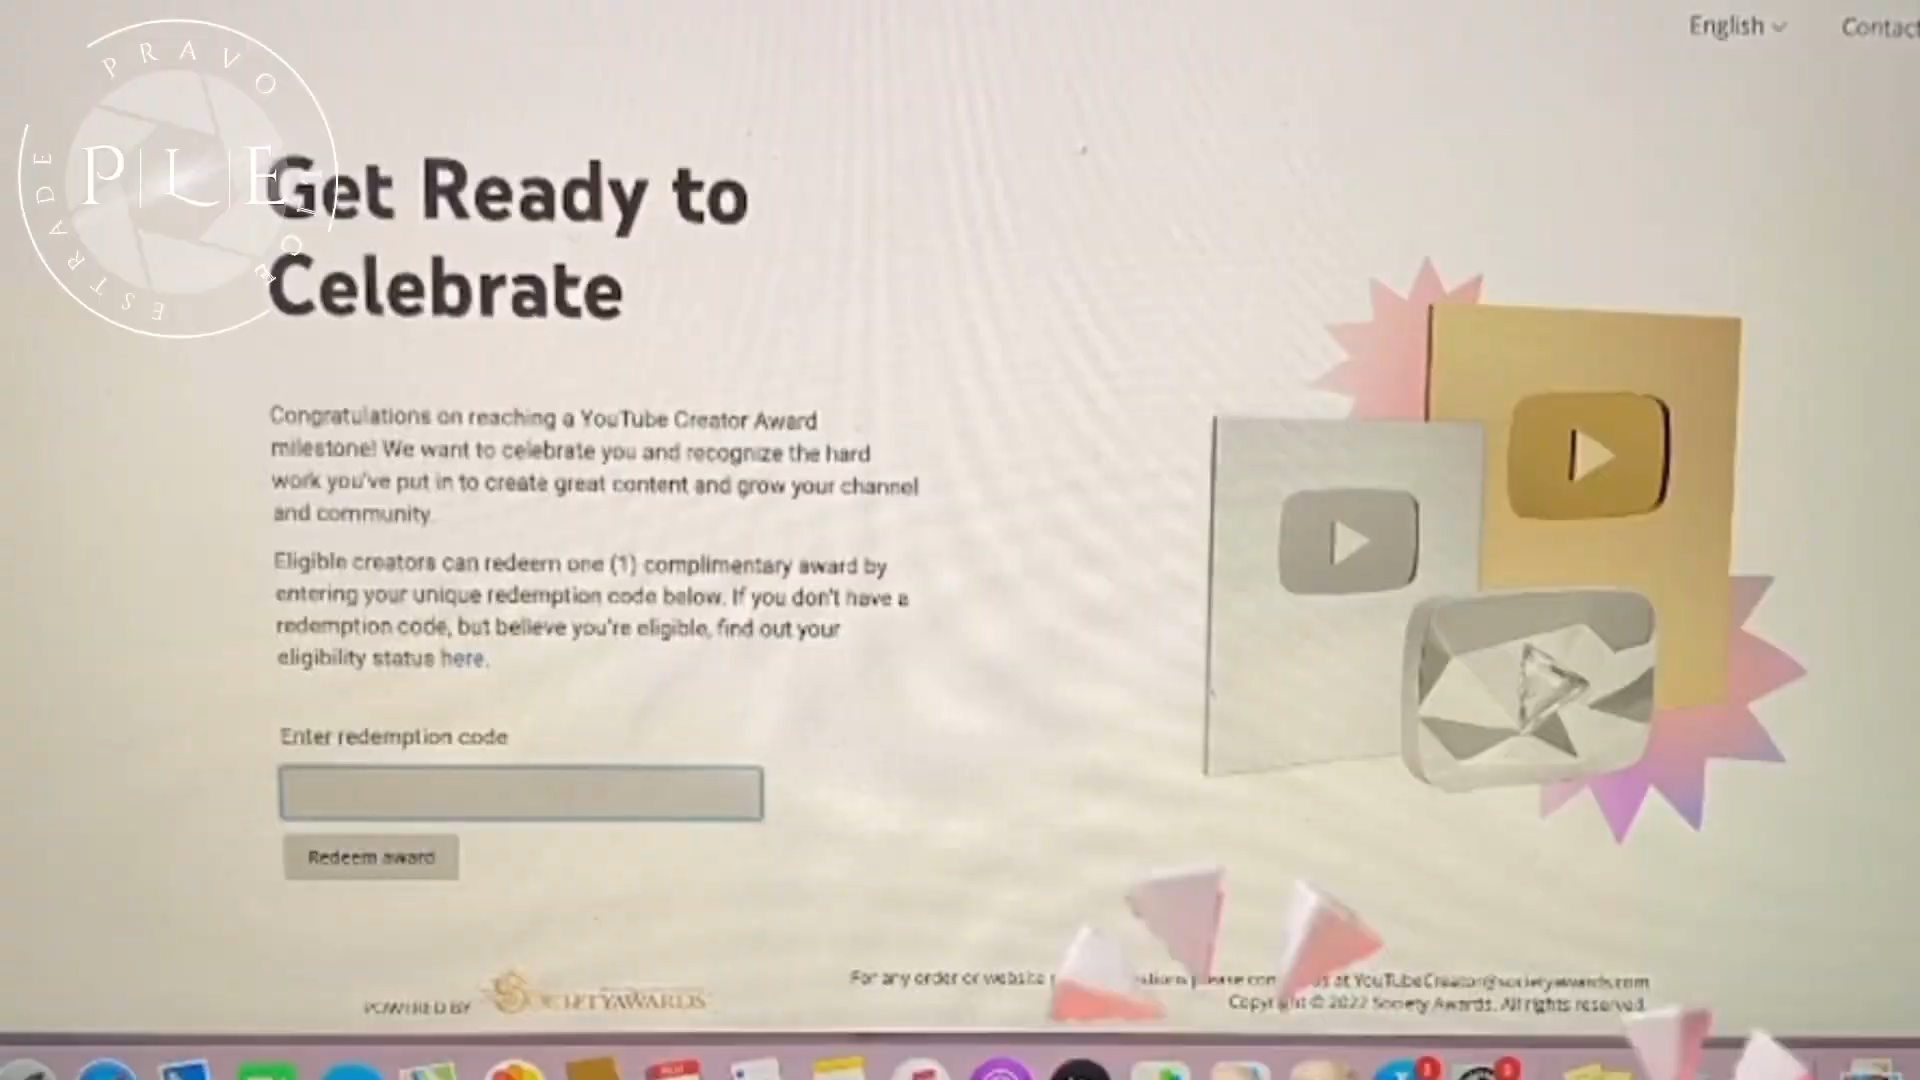 English
Contact
PRAVO
P|L|E
ESTRADE
Get Ready to
Celebrate
Congratulations on reaching a YouTube Creator Award
milestone! We want to celebrate you and recognize the hard
work you've put in to create great content and grow your channel
and community.
Eligible creators can redeem one (1) complimentary award by
entering your unique redemption code below. If you don't have a
redemption code, but believe you're eligible, find out your
eligibility status here.
Enter redemption code
Redeem award
POWERED BY SOCIETYAWARDS
For any order or website
at YouTubeCreator@societyawards.com
Copyright © 2022 Society Awards. All rights reserved.